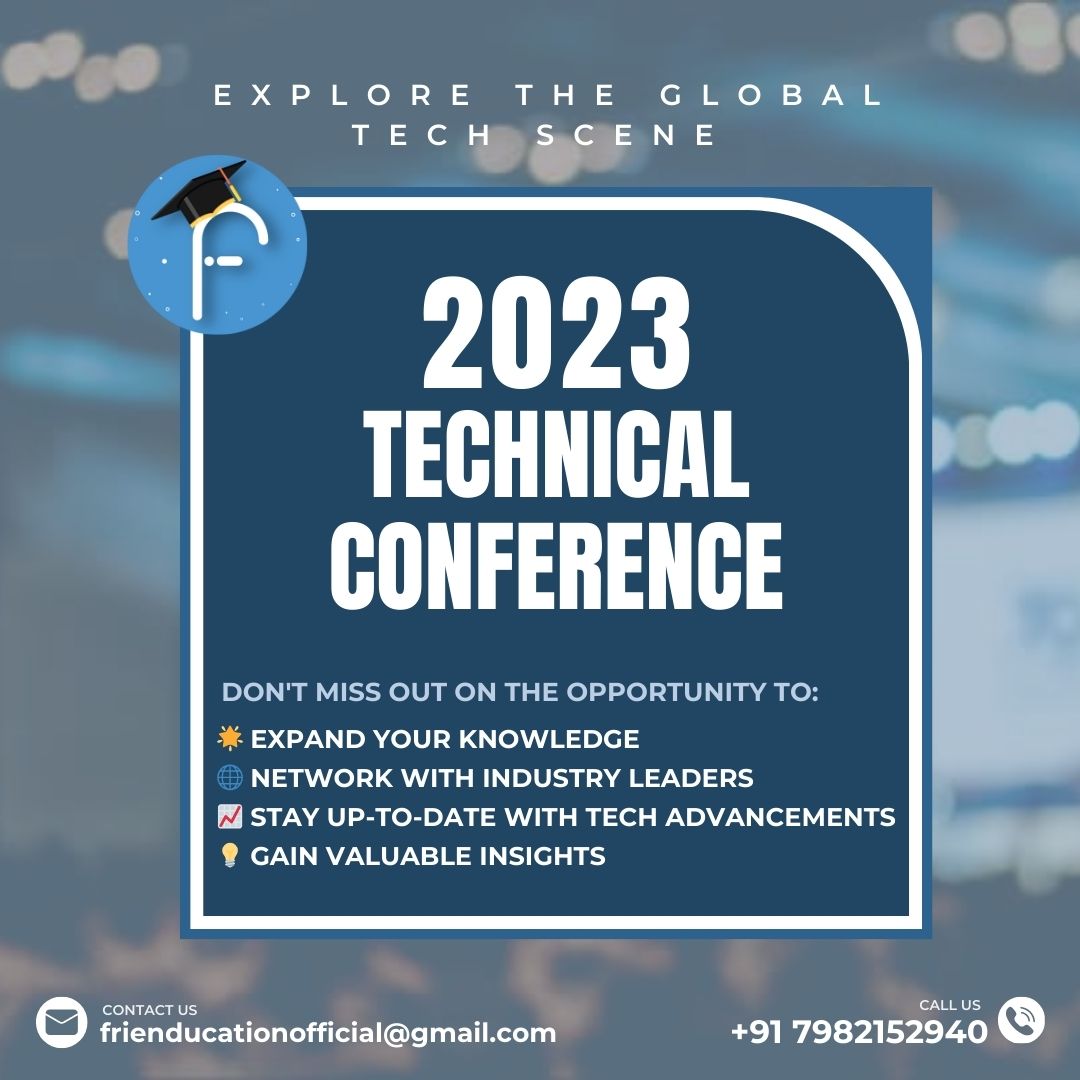 EXPLORE THE GLOBAL
TECH SCENE
2023
TECHNICAL
CONFERENCE
DON'T MISS OUT ON THE OPPORTUNITY TO:
🌟 EXPAND YOUR KNOWLEDGE
🌐 NETWORK WITH INDUSTRY LEADERS
📈 STAY UP-TO-DATE WITH TECH ADVANCEMENTS
💡 GAIN VALUABLE INSIGHTS
CONTACT US
frienducationofficial@gmail.com
CALL US
+91 7982152940